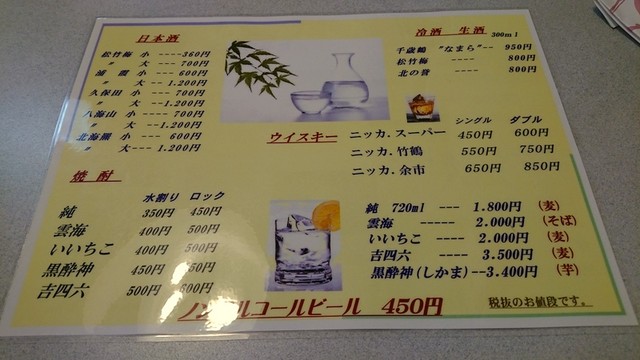 日本酒
松竹梅 小 ----360円
〃 大 --- 700円
浦霞 小 --- 600円
〃 大 -- 1.200円
久保田 小 --- 700円
〃 大 ---1.200円
八海山 小 ---- 700円
〃 大 --1.200円
北海鶴 小 ---- 600円
〃 大--- 1.200円
冷酒 生酒 300ml
千歳鶴 "なまら"-- 950円
松竹梅 ---- 800円
北の誉 ---- 800円
ウイスキー
シングル ダブル
ニッカ.スーパー 450円 600円
ニッカ.竹鶴 550円 750円
ニッカ.余市 650円 850円
焼酎
水割り ロック
純 350円 450円
雲海 400円 500円
いいちこ 400円 500円
黒酔神 450円 550円
吉四六 500円 600円
純 720ml --- 1.800円 (麦)
雲海 ----- 2.000円 (そば)
いいちこ ---- 2.000円 (麦)
吉四六 ---- 3.500円 (麦)
黒酔神(しかま)--3.400円 (芋)
ノンアルコールビール 450円
税抜のお値段です。